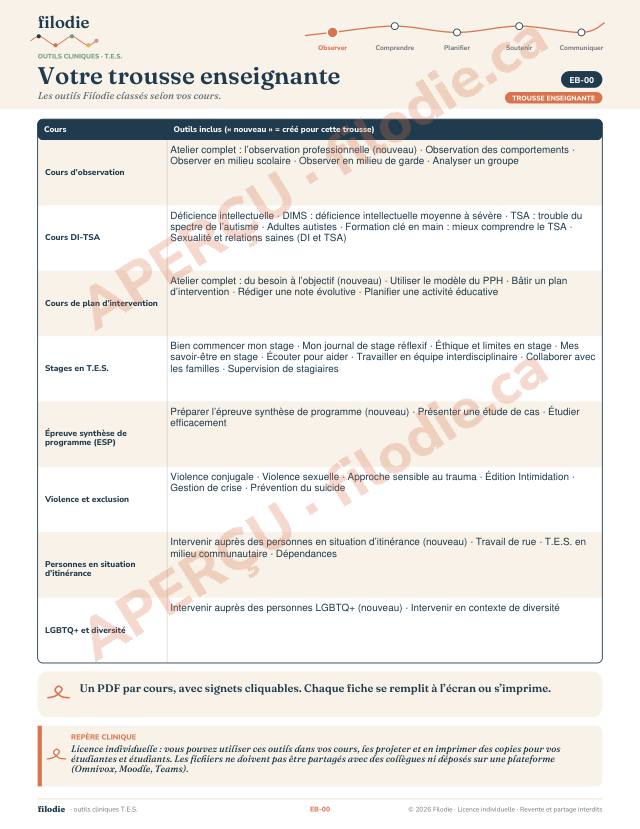 filodie
OUTILS CLINIQUES · T.E.S.
Observer Comprendre Planifier Soutenir Communiquer
Votre trousse enseignante
Les outils Filodie classés selon vos cours.
EB-00
TROUSSE ENSEIGNANTE
Cours Outils inclus (« nouveau » = créé pour cette trousse)
Cours d'observation
Atelier complet : l'observation professionnelle (nouveau) · Observation des comportements ·
Observer en milieu scolaire · Observer en milieu de garde · Analyser un groupe
Cours DI-TSA
Déficience intellectuelle · DIMS : déficience intellectuelle moyenne à sévère · TSA : trouble du
spectre de l'autisme · Adultes autistes · Formation clé en main : mieux comprendre le TSA ·
Sexualité et relations saines (DI et TSA)
Cours de plan d'intervention
Atelier complet : du besoin à l'objectif (nouveau) · Utiliser le modèle du PPH · Bâtir un plan
d'intervention · Rédiger une note évolutive · Planifier une activité éducative
Stages en T.E.S.
Bien commencer mon stage · Mon journal de stage réflexif · Éthique et limites en stage · Mes
savoir-être en stage · Écouter pour aider · Travailler en équipe interdisciplinaire · Collaborer avec
les familles · Supervision de stagiaires
Épreuve synthèse de
programme (ESP)
Préparer l'épreuve synthèse de programme (nouveau) · Présenter une étude de cas · Étudier
efficacement
Violence et exclusion
Violence conjugale · Violence sexuelle · Approche sensible au trauma · Édition Intimidation ·
Gestion de crise · Prévention du suicide
Personnes en situation
d'itinérance
Intervenir auprès des personnes en situation d'itinérance (nouveau) · Travail de rue · T.E.S. en
milieu communautaire · Dépendances
LGBTQ+ et diversité
Intervenir auprès des personnes LGBTQ+ (nouveau) · Intervenir en contexte de diversité
APERÇU · filodie.ca
APERÇU · filodie.ca
Un PDF par cours, avec signets cliquables. Chaque fiche se remplit à l'écran ou s'imprime.
REPÈRE CLINIQUE
Licence individuelle : vous pouvez utiliser ces outils dans vos cours, les projeter et en imprimer des copies pour vos
étudiantes et étudiants. Les fichiers ne doivent pas être partagés avec des collègues ni déposés sur une plateforme
(Omnivox, Moodle, Teams).
filodie · outils cliniques T.E.S. EB-00 © 2026 Filodie · Licence individuelle · Revente et partage interdits